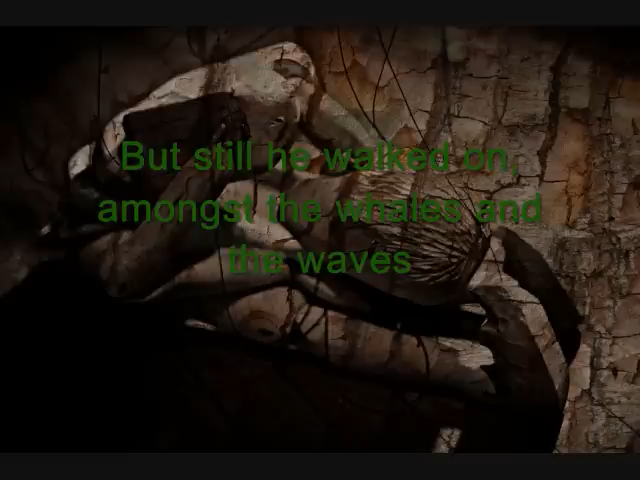 But still he walked on,
amongst the whales and
the waves